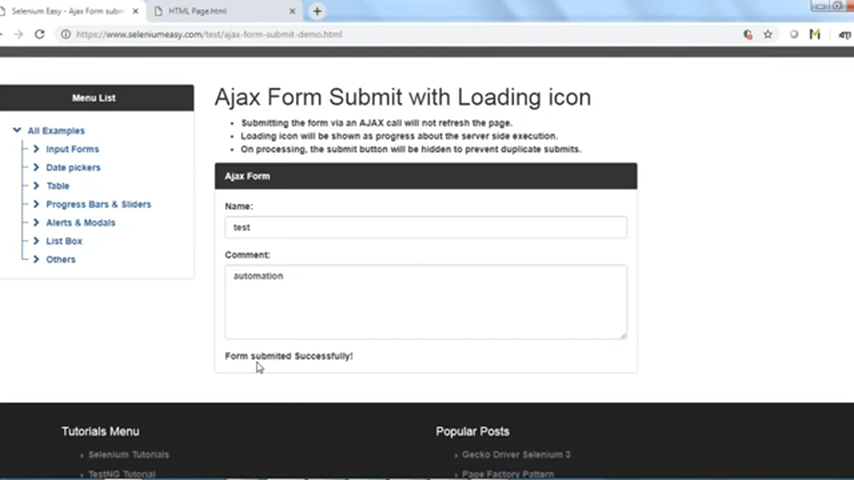 Selenium Easy - Ajax Form subm
HTML Page.html
https://www.seleniumeasy.com/test/ajax-form-submit-demo.html
Menu List
All Examples
Input Forms
Date pickers
Table
Progress Bars & Sliders
Alerts & Modals
List Box
Others
Ajax Form Submit with Loading icon
Submitting the form via an AJAX call will not refresh the page.
Loading icon will be shown as progress about the server side execution.
On processing, the submit button will be hidden to prevent duplicate submits.
Ajax Form
Name:
test
Comment:
automation
Form submited Successfully!
Tutorials Menu
Selenium Tutorials
TestNG Tutorial
Popular Posts
Gecko Driver Selenium 3
Page Factory Pattern